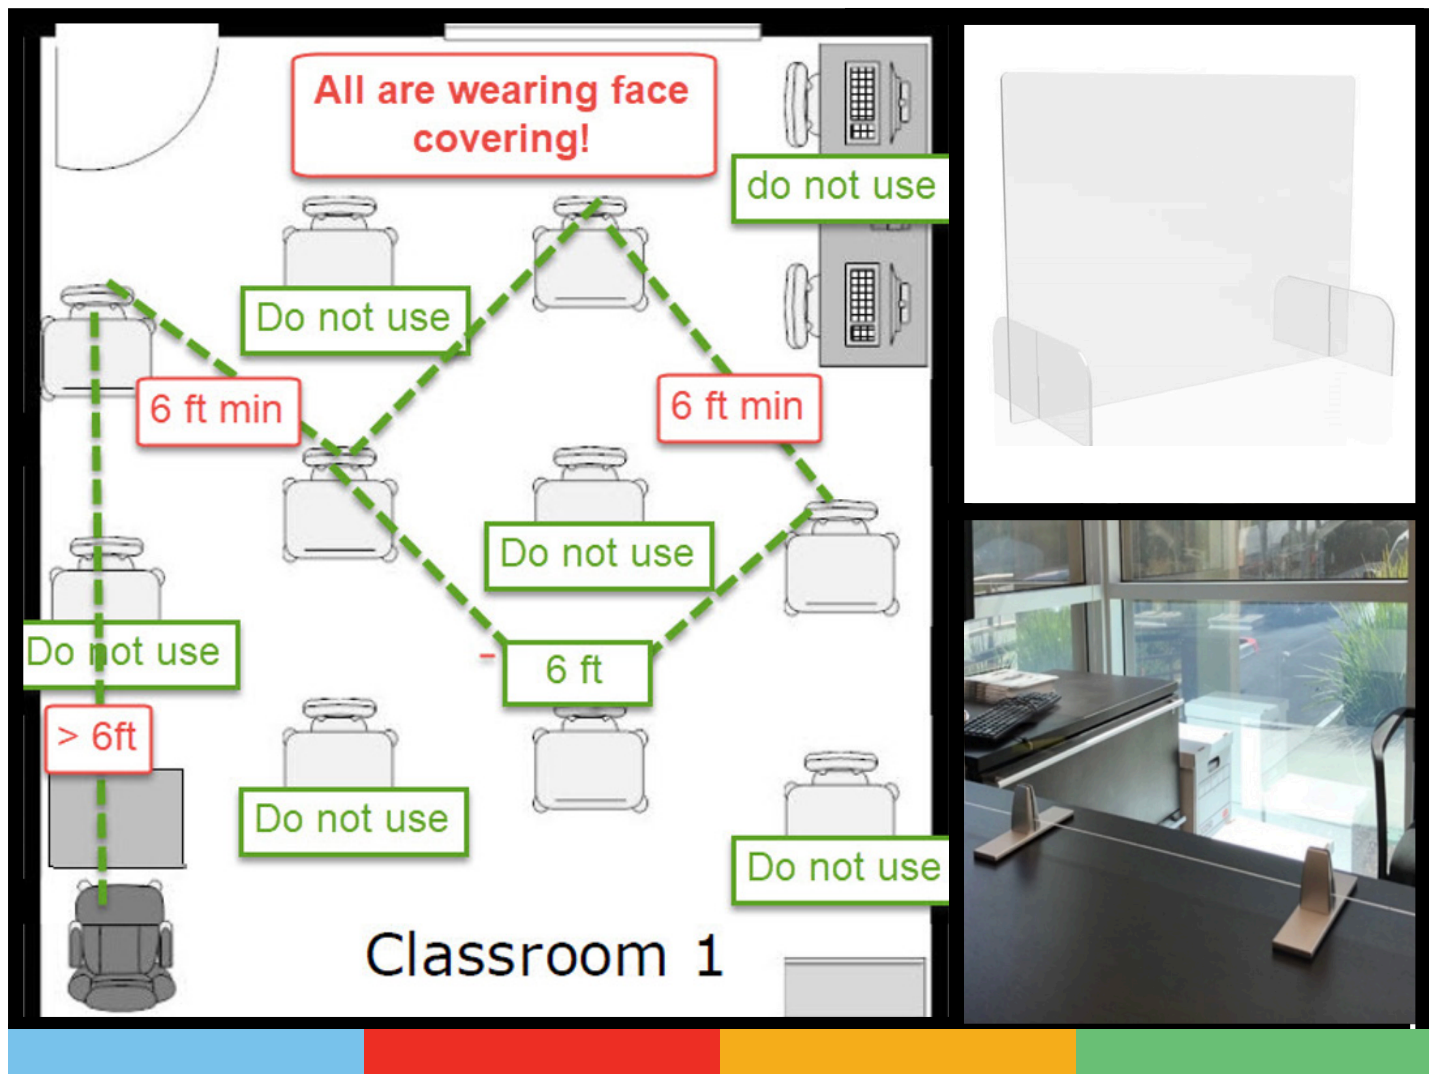 All are wearing face
covering!
do not use
Do not use
6 ft min
6 ft min
Do not use
Do not use
6 ft
> 6ft
Do not use
Do not use
Classroom 1